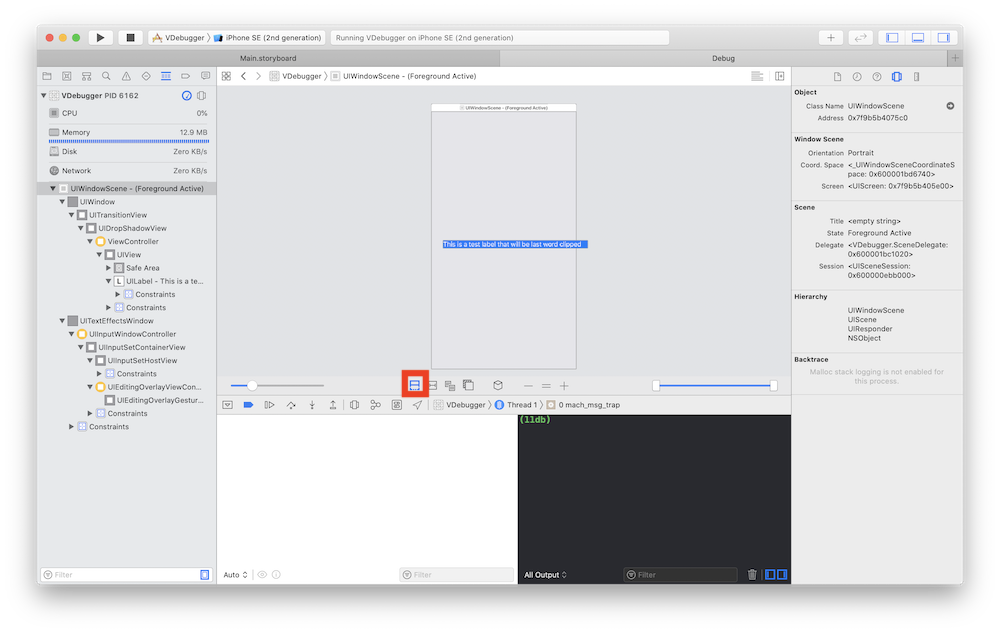 VDebugger
iPhone SE (2nd generation)
Running VDebugger on iPhone SE (2nd generation)
Main.storyboard
Debug
VDebugger PID 6162
CPU
0%
Memory
12.9 MB
Disk
Zero KB/s
Network
Zero KB/s
UIWindowScene - (Foreground Active)
UIWindow
UITransitionView
UIDropShadowView
ViewController
UIView
Safe Area
L
UILabel - This is a te...
Constraints
Constraints
UITextEffectsWindow
UIInputWindowController
UIInputSetContainerView
UIInputSetHostView
Constraints
UIEditingOverlayViewCon...
UIEditingOverlayGestur...
Constraints
Constraints
Filter
VDebugger
UIWindowScene - (Foreground Active)
UIWindowScene - (Foreground Active)
This is a test label that will be last word clipped
VDebugger
Thread 1
0 mach_msg_trap
(lldb)
Auto
Filter
All Output
Filter
Object
Class Name UIWindowScene
Address 0x7f9b5b4075c0
Window Scene
Orientation Portrait
Coord. Space <_UIWindowSceneCoordinateS
pace: 0x600001bd6740>
Screen <UIScreen: 0x7f9b5b405e00>
Scene
Title <empty string>
State Foreground Active
Delegate <VDebugger.SceneDelegate:
0x600001bc1020>
Session <UISceneSession:
0x600000ebb000>
Hierarchy
UIWindowScene
UIScene
UIResponder
NSObject
Backtrace
Malloc stack logging is not enabled for
this process.